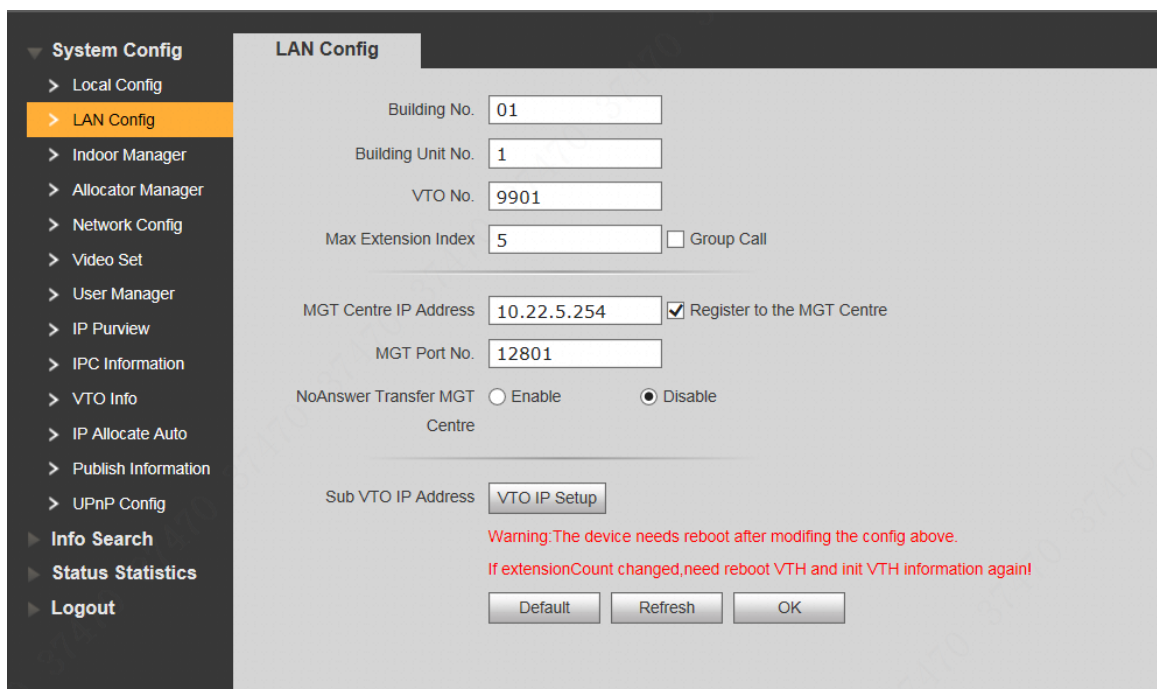 System Config
Local Config
LAN Config
Indoor Manager
Allocator Manager
Network Config
Video Set
User Manager
IP Purview
IPC Information
VTO Info
IP Allocate Auto
Publish Information
UPnP Config
Info Search
Status Statistics
Logout
LAN Config
Building No. 01
Building Unit No. 1
VTO No. 9901
Max Extension Index 5 Group Call
MGT Centre IP Address 10.22.5.254 Register to the MGT Centre
MGT Port No. 12801
NoAnswer Transfer MGT Enable Disable
Centre
Sub VTO IP Address VTO IP Setup
Warning:The device needs reboot after modifing the config above.
If extensionCount changed,need reboot VTH and init VTH information again!
Default Refresh OK